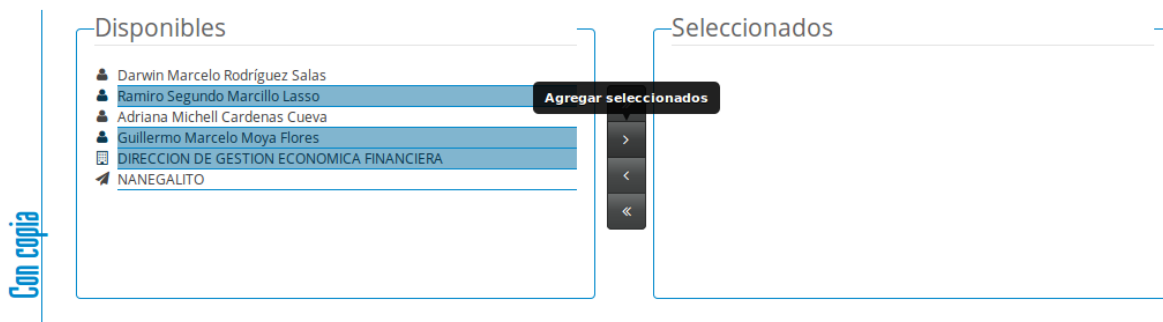 Disponibles
Darwin Marcelo Rodríguez Salas
Ramiro Segundo Marcillo Lasso
Adriana Michell Cardenas Cueva
Guillermo Marcelo Moya Flores
DIRECCION DE GESTION ECONOMICA FINANCIERA
NANEGALITO
Agregar seleccionados
Seleccionados
Con copia